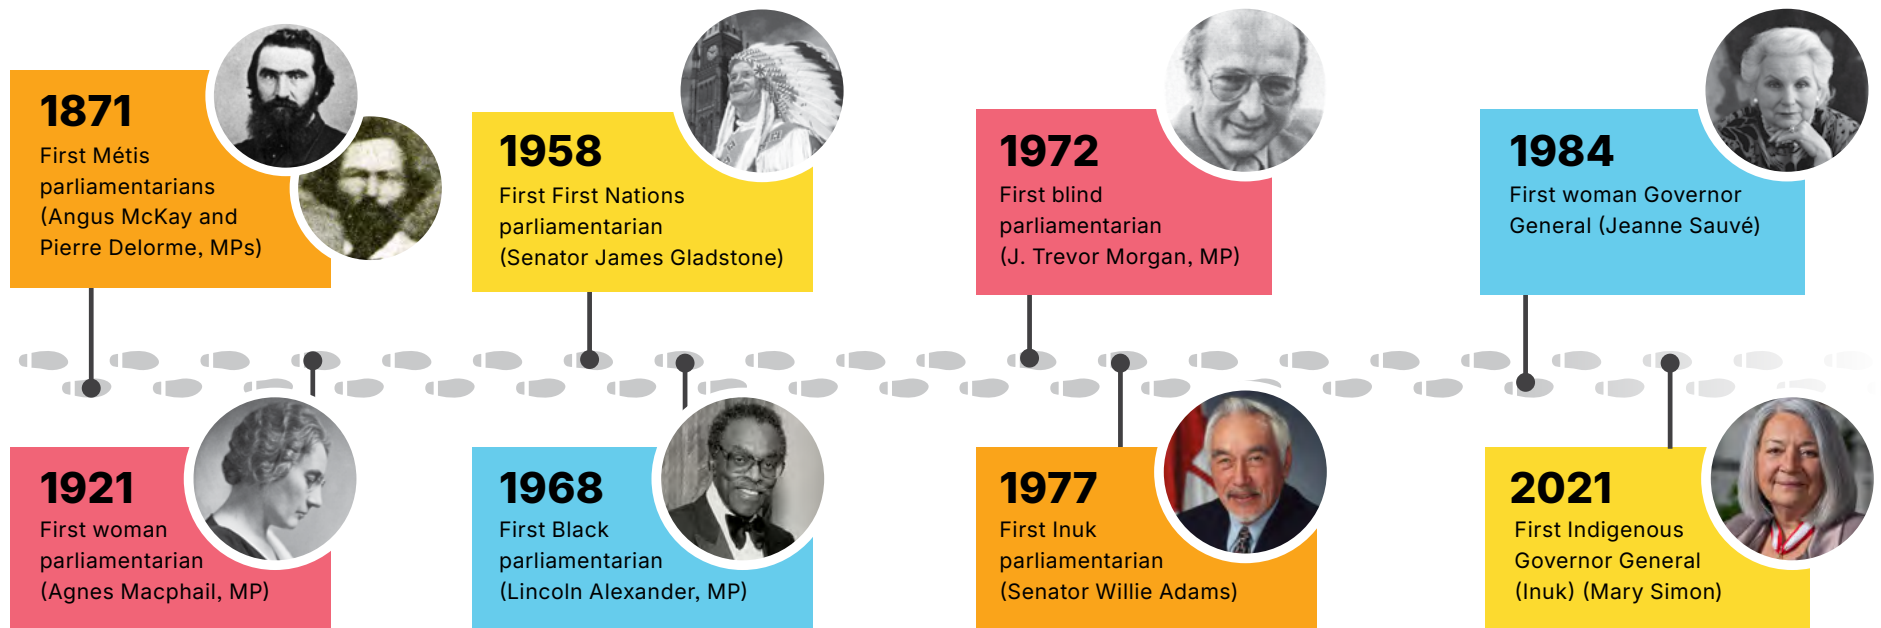 1871
First Métis
parliamentarians
(Angus McKay and
Pierre Delorme, MPs)
1921
First woman
parliamentarian
(Agnes Macphail, MP)
1958
First First Nations
parliamentarian
(Senator James Gladstone)
1968
First Black
parliamentarian
(Lincoln Alexander, MP)
1972
First blind
parliamentarian
(J. Trevor Morgan, MP)
1977
First Inuk
parliamentarian
(Senator Willie Adams)
1984
First woman Governor
General (Jeanne Sauvé)
2021
First Indigenous
Governor General
(Inuk) (Mary Simon)